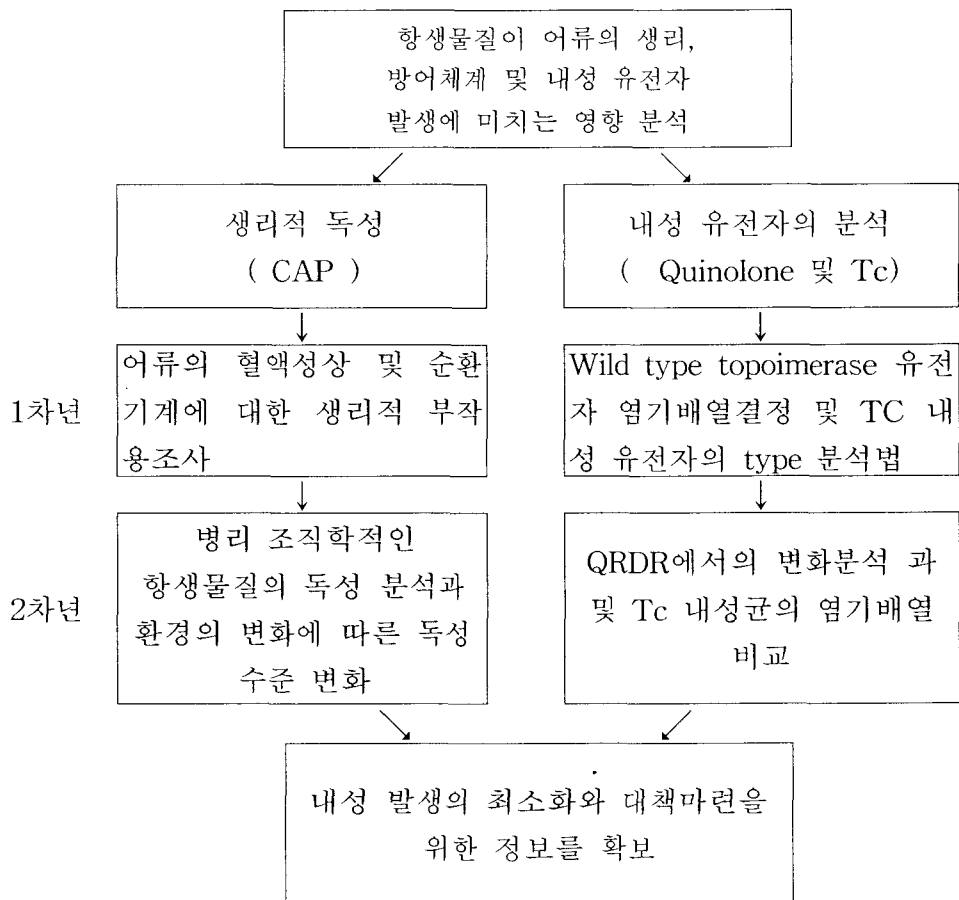 항생물질이 어류의 생리,
방어체계 및 내성 유전자
발생에 미치는 영향 분석
생리적 독성
( CAP )
내성 유전자의 분석
( Quinolone 및 Tc)
1차년
어류의 혈액성상 및 순환
기계에 대한 생리적 부작
용조사
Wild type topoimerase 유전
자 염기배열결정 및 TC 내
성 유전자의 type 분석법
2차년
병리 조직학적인
항생물질의 독성 분석과
환경의 변화에 따른 독성
수준 변화
QRDR에서의 변화분석 과
및 Tc 내성균의 염기배열
비교
내성 발생의 최소화와 대책마련을
위한 정보를 확보